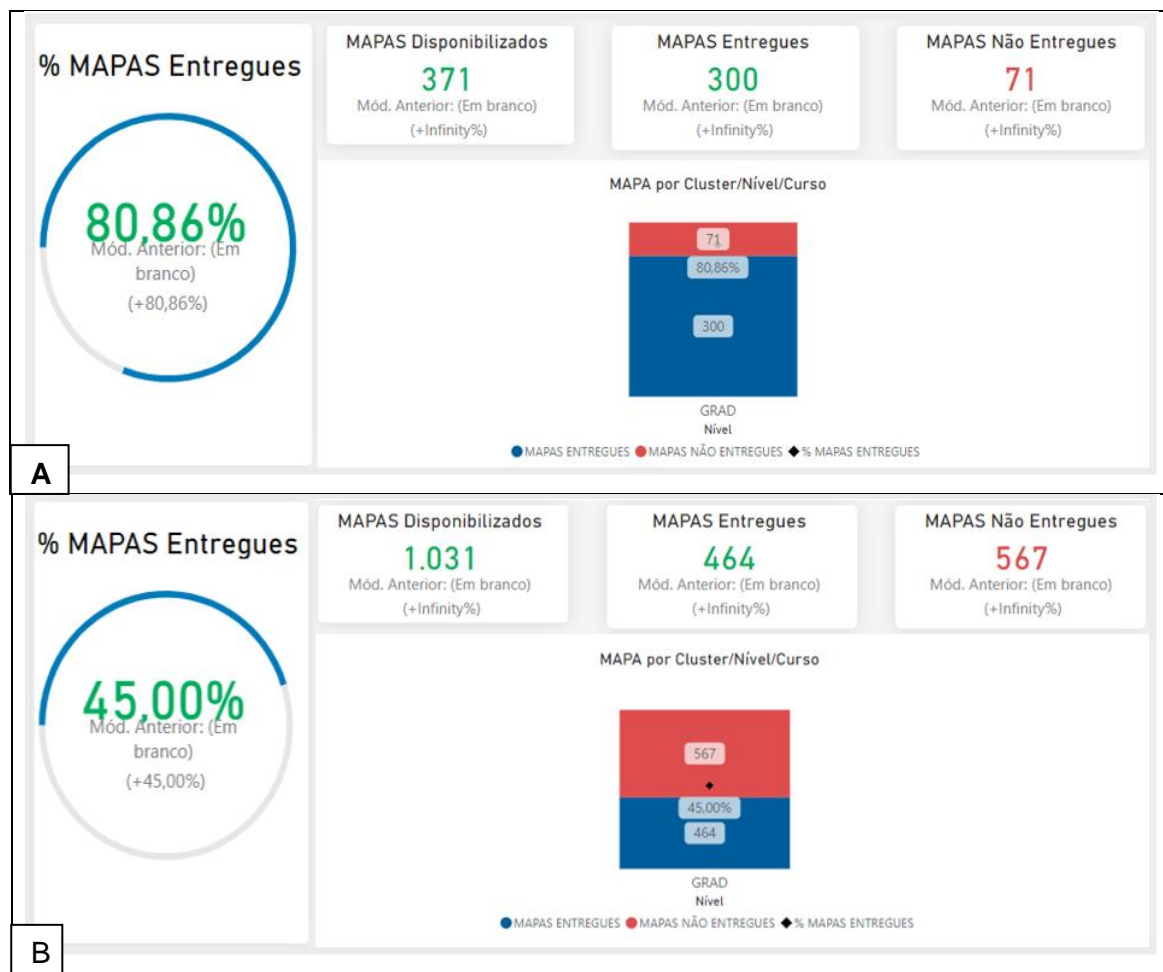 % MAPAS Entregues
80,86%
Mód. Anterior: (Em
branco)
(+80,86%)
MAPAS Disponibilizados
371
Mód. Anterior: (Em branco)
(+Infinity%)
MAPAS Entregues
300
Mód. Anterior: (Em branco)
(+Infinity%)
MAPAS Não Entregues
71
Mód. Anterior: (Em branco)
(+Infinity%)
MAPA por Cluster/Nível/Curso
71
80,86%
300
GRAD
Nível
MAPAS ENTREGUES MAPAS NÃO ENTREGUES % MAPAS ENTREGUES
A
% MAPAS Entregues
45,00%
Mód. Anterior: (Em
branco)
(+45,00%)
MAPAS Disponibilizados
1.031
Mód. Anterior: (Em branco)
(+Infinity%)
MAPAS Entregues
464
Mód. Anterior: (Em branco)
(+Infinity%)
MAPAS Não Entregues
567
Mód. Anterior: (Em branco)
(+Infinity%)
MAPA por Cluster/Nível/Curso
567
45,00%
464
GRAD
Nível
MAPAS ENTREGUES MAPAS NÃO ENTREGUES % MAPAS ENTREGUES
B